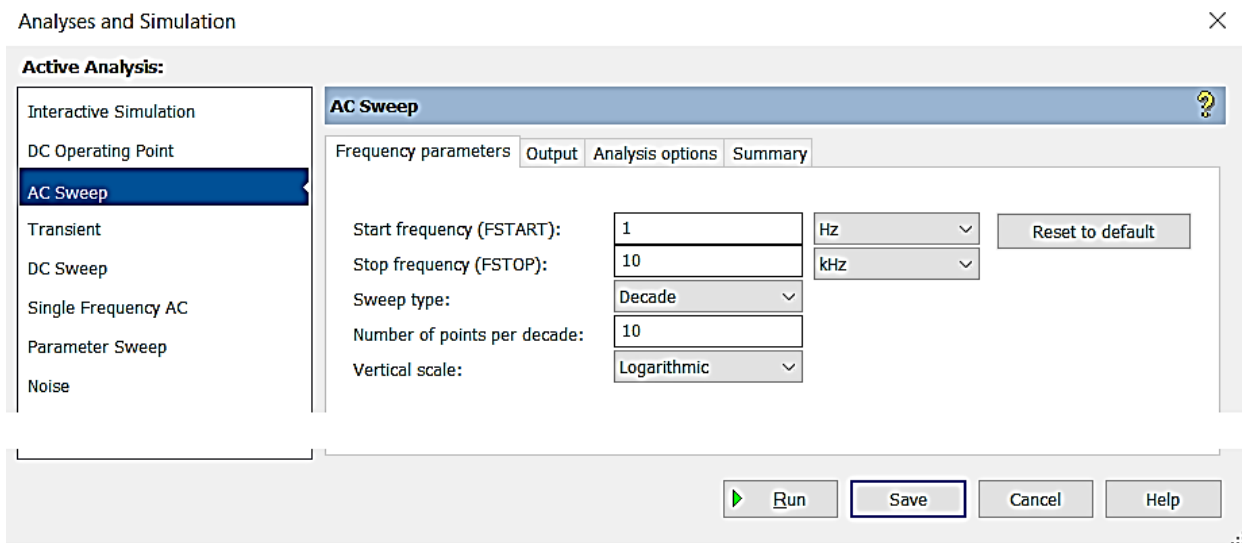 Analyses and Simulation
Active Analysis:
Interactive Simulation
DC Operating Point
AC Sweep
Transient
DC Sweep
Single Frequency AC
Parameter Sweep
Noise
AC Sweep
Frequency parameters Output Analysis options Summary
Start frequency (FSTART): 1 Hz Reset to default
Stop frequency (FSTOP): 10 kHz
Sweep type: Decade
Number of points per decade: 10
Vertical scale: Logarithmic
Run Save Cancel Help